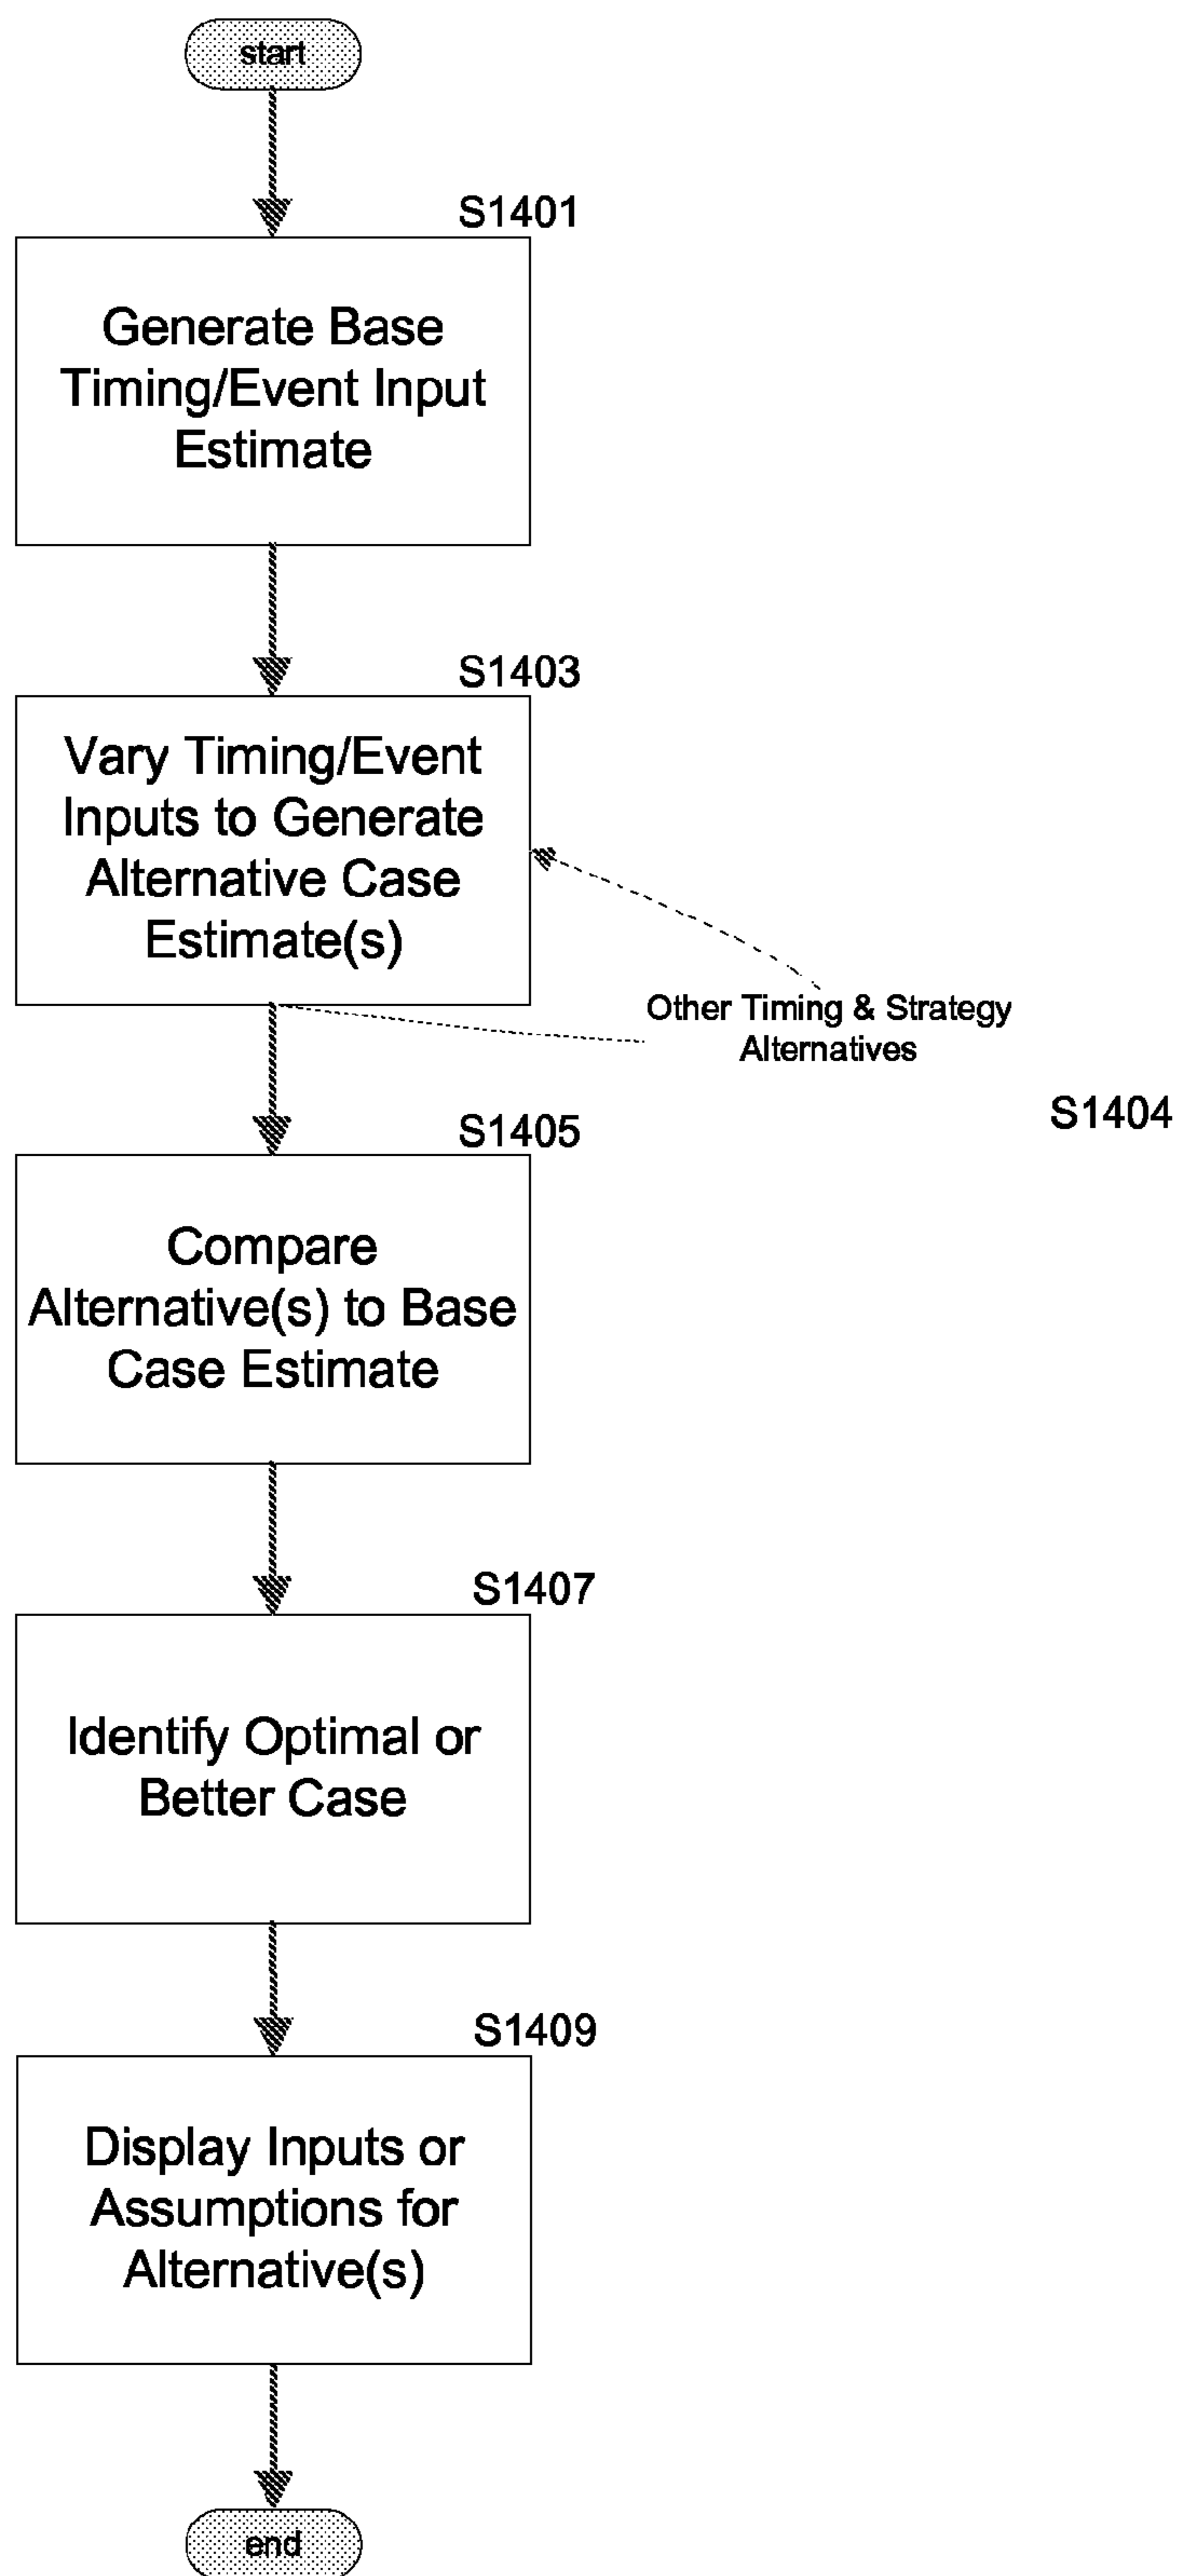 start
S1401
Generate Base
Timing/Event Input
Estimate
S1403
Vary Timing/Event
Inputs to Generate
Alternative Case
Estimate(s)
Other Timing & Strategy
Alternatives
S1404
S1405
Compare
Alternative(s) to Base
Case Estimate
S1407
Identify Optimal or
Better Case
S1409
Display Inputs or
Assumptions for
Alternative(s)
end